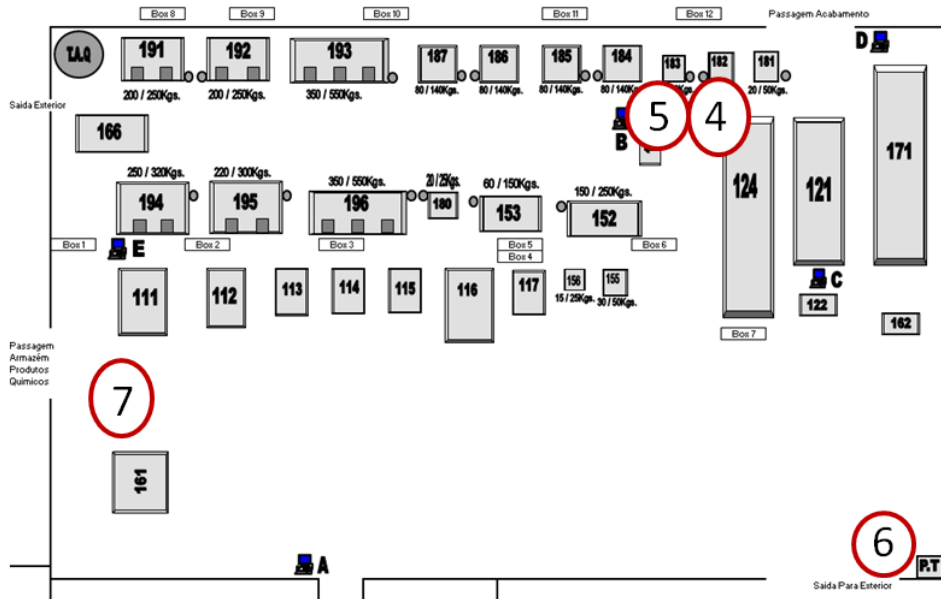 Box 8
Box 9
Box 10
Box 11
Box 12
Passagem Acabamento
T.A.Q
191
192
193
187
186
185
184
183
182
181
D
200 / 250Kgs.
200 / 250Kgs.
350 / 550Kgs.
80 / 140Kgs.
80 / 140Kgs.
80 / 140Kgs.
80 / 140Kgs.
20 / 50Kgs.
Saida Exterior
166
5
4
B
124
121
171
250 / 320Kgs.
220 / 300Kgs.
350 / 550Kgs.
20 / 25Kgs.
60 / 150Kgs.
150 / 250Kgs.
194
195
196
180
153
152
Box 1
E
Box 2
Box 3
Box 5
Box 4
Box 6
111
112
113
114
115
116
117
156
155
15 / 25Kgs.
30 / 50Kgs.
C
122
162
Box 7
Passagem
Armazém
Produtos
Quimicos
7
161
A
6
P.T
Saida Para Exterior